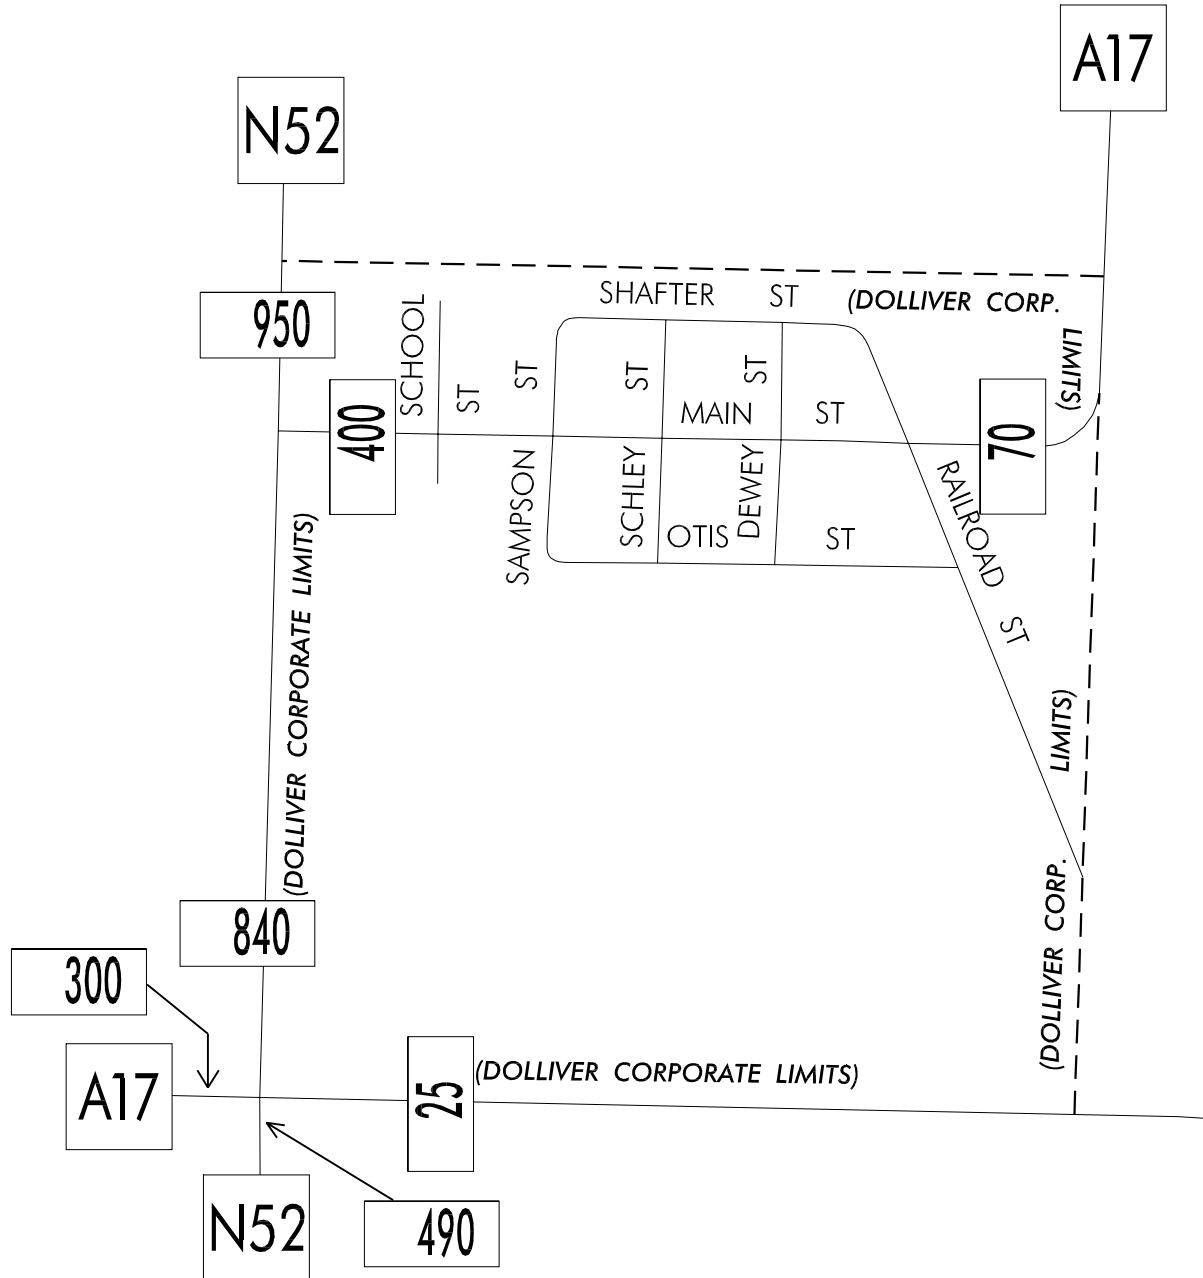 A17
N52
SHAFTER ST
(DOLLIVER CORP.
LIMITS)
950
SCHOOL ST
400
SAMPSON ST
SCHLEY ST
DEWEY ST
MAIN ST
70
RAILROAD ST
OTIS ST
(DOLLIVER CORPORATE LIMITS)
(DOLLIVER CORP. LIMITS)
840
300
A17
25
(DOLLIVER CORPORATE LIMITS)
N52
490